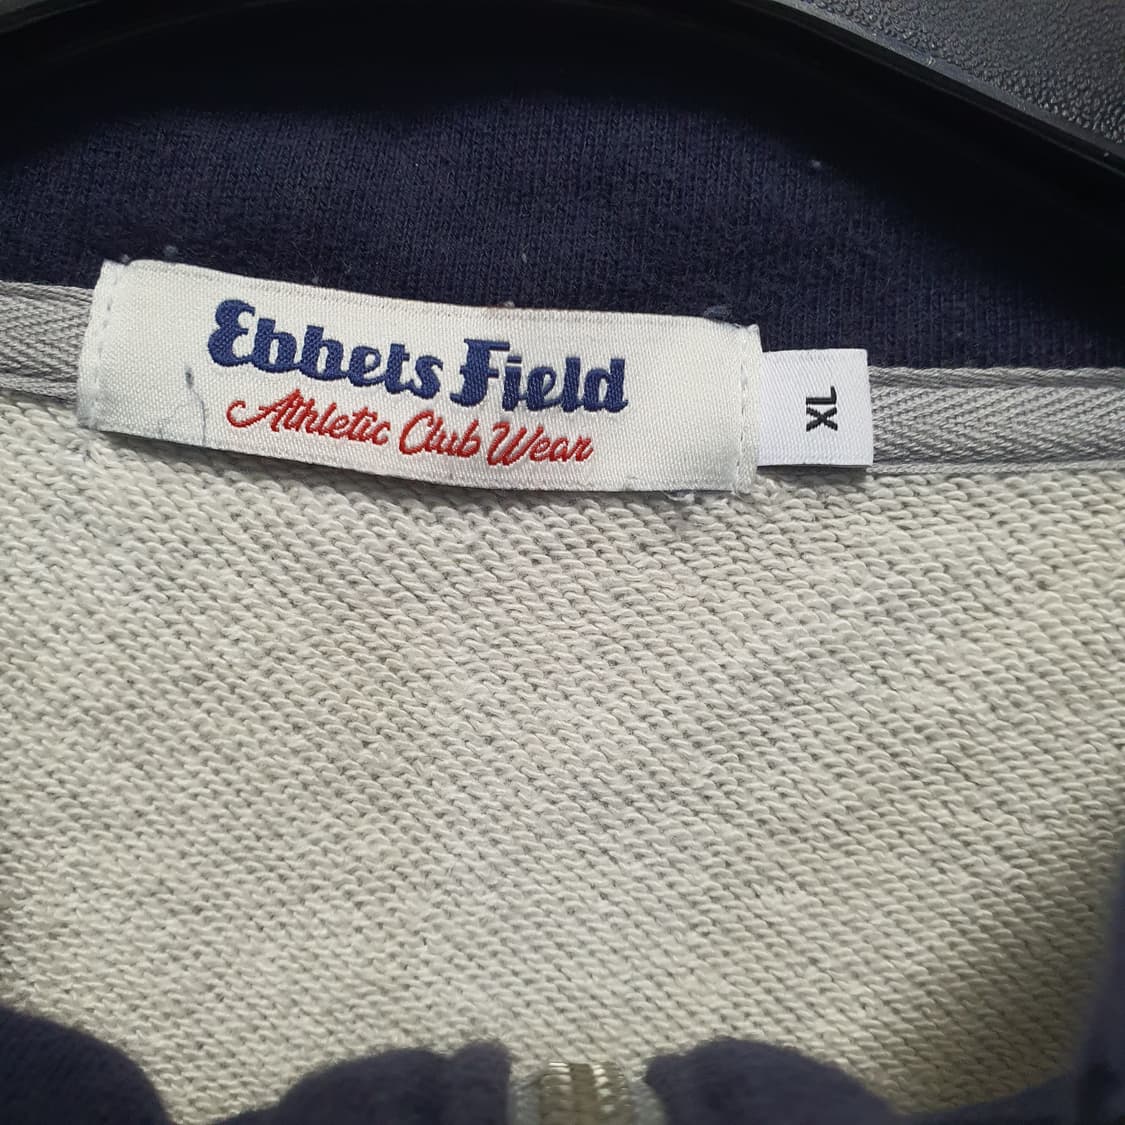 Ebbets Field
Athletic Club Wear
XL